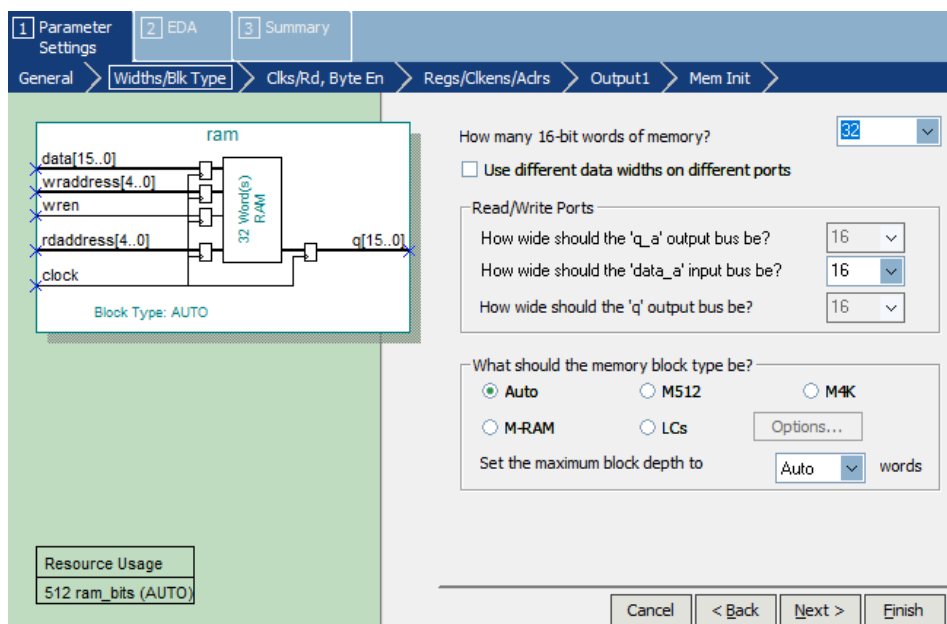 1 Parameter Settings
2 EDA
3 Summary
General
Widths/Blk Type
Clks/Rd, Byte En
Regs/Clkens/Aclrs
Output1
Mem Init
ram
data[15..0]
wraddress[4..0]
wren
rdaddress[4..0]
clock
32 Word(s)
RAM
q[15..0]
Block Type: AUTO
How many 16-bit words of memory? 32
Use different data widths on different ports
Read/Write Ports
How wide should the 'q_a' output bus be? 16
How wide should the 'data_a' input bus be? 16
How wide should the 'q' output bus be? 16
What should the memory block type be?
Auto M512 M4K
M-RAM LCs Options...
Set the maximum block depth to Auto words
Resource Usage
512 ram_bits (AUTO)
Cancel < Back Next > Finish